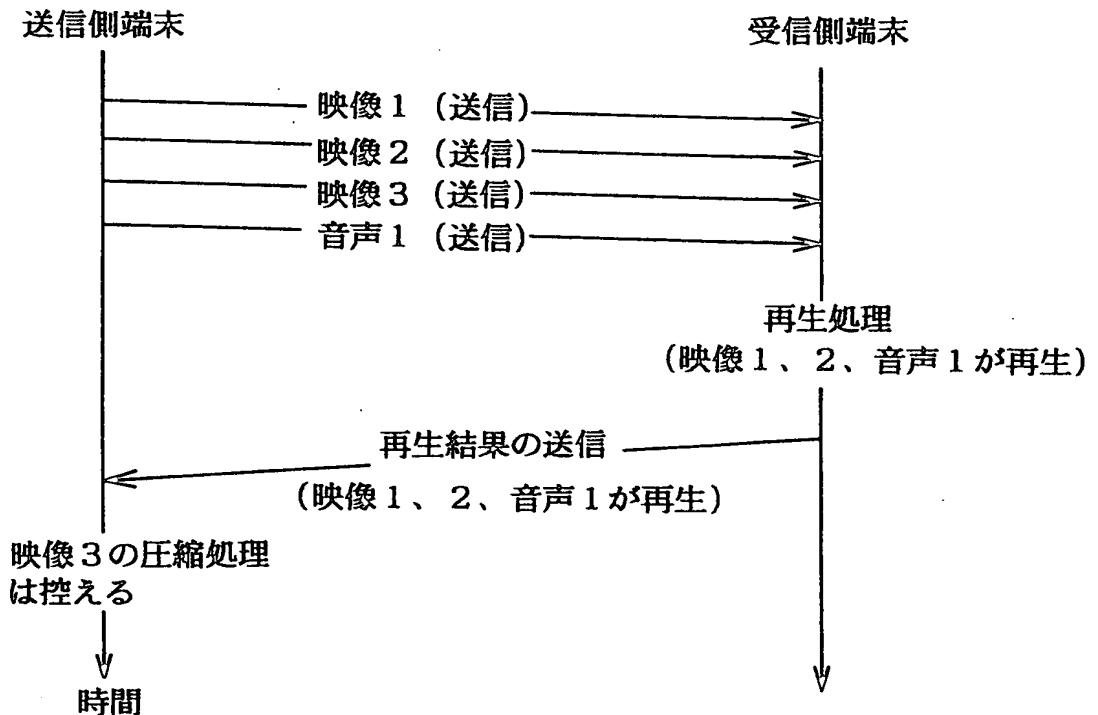 送信側端末
受信側端末
映像1（送信）
映像2（送信）
映像3（送信）
音声1（送信）
再生処理
（映像1、2、音声1が再生）
再生結果の送信
（映像1、2、音声1が再生）
映像3の圧縮処理
は控える
時間